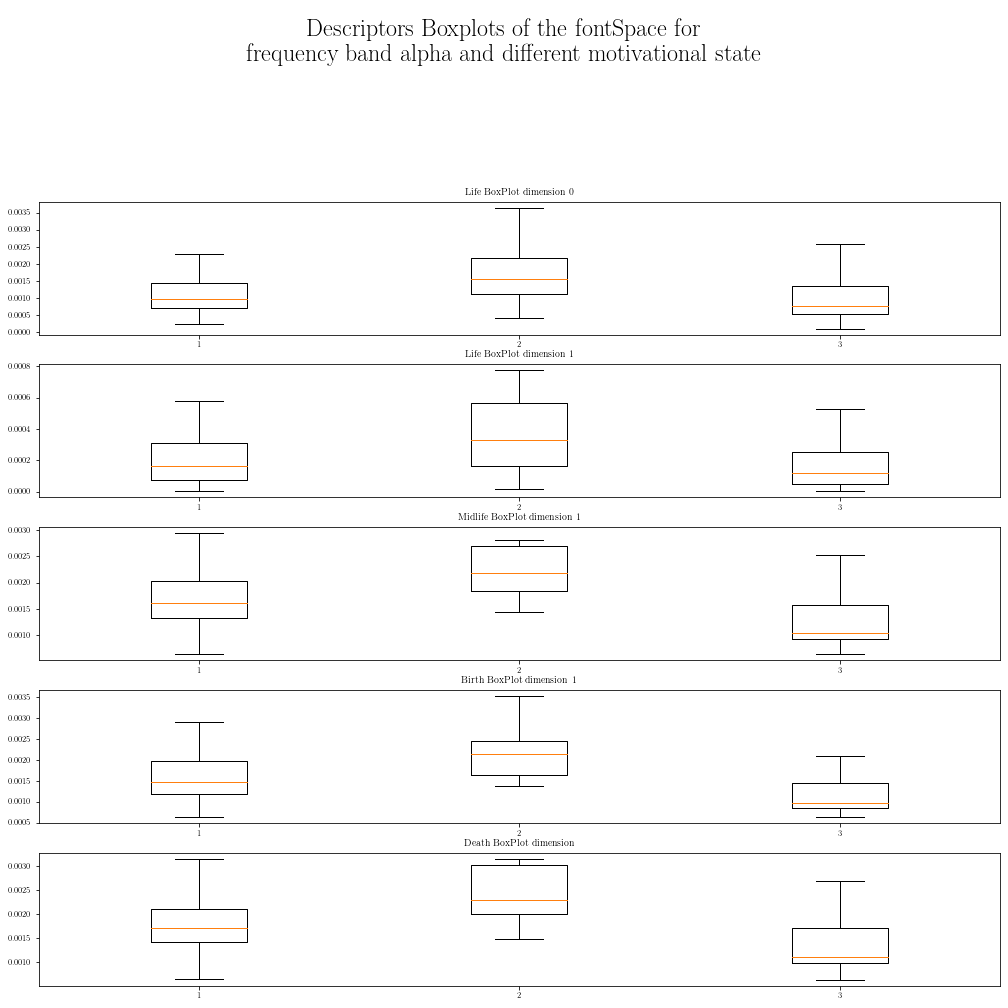 Descriptors Boxplots of the fontSpace for
frequency band alpha and different motivational state
Life BoxPlot dimension 0
0.0035
0.0030
0.0025
0.0020
0.0015
0.0010
0.0005
0.0000
1 2 3
Life BoxPlot dimension 1
0.0008
0.0006
0.0004
0.0002
0.0000
1 2 3
Midlife BoxPlot dimension 1
0.0030
0.0025
0.0020
0.0015
0.0010
1 2 3
Birth BoxPlot dimension 1
0.0035
0.0030
0.0025
0.0020
0.0015
0.0010
0.0005
1 2 3
Death BoxPlot dimension
0.0030
0.0025
0.0020
0.0015
0.0010
1 2 3